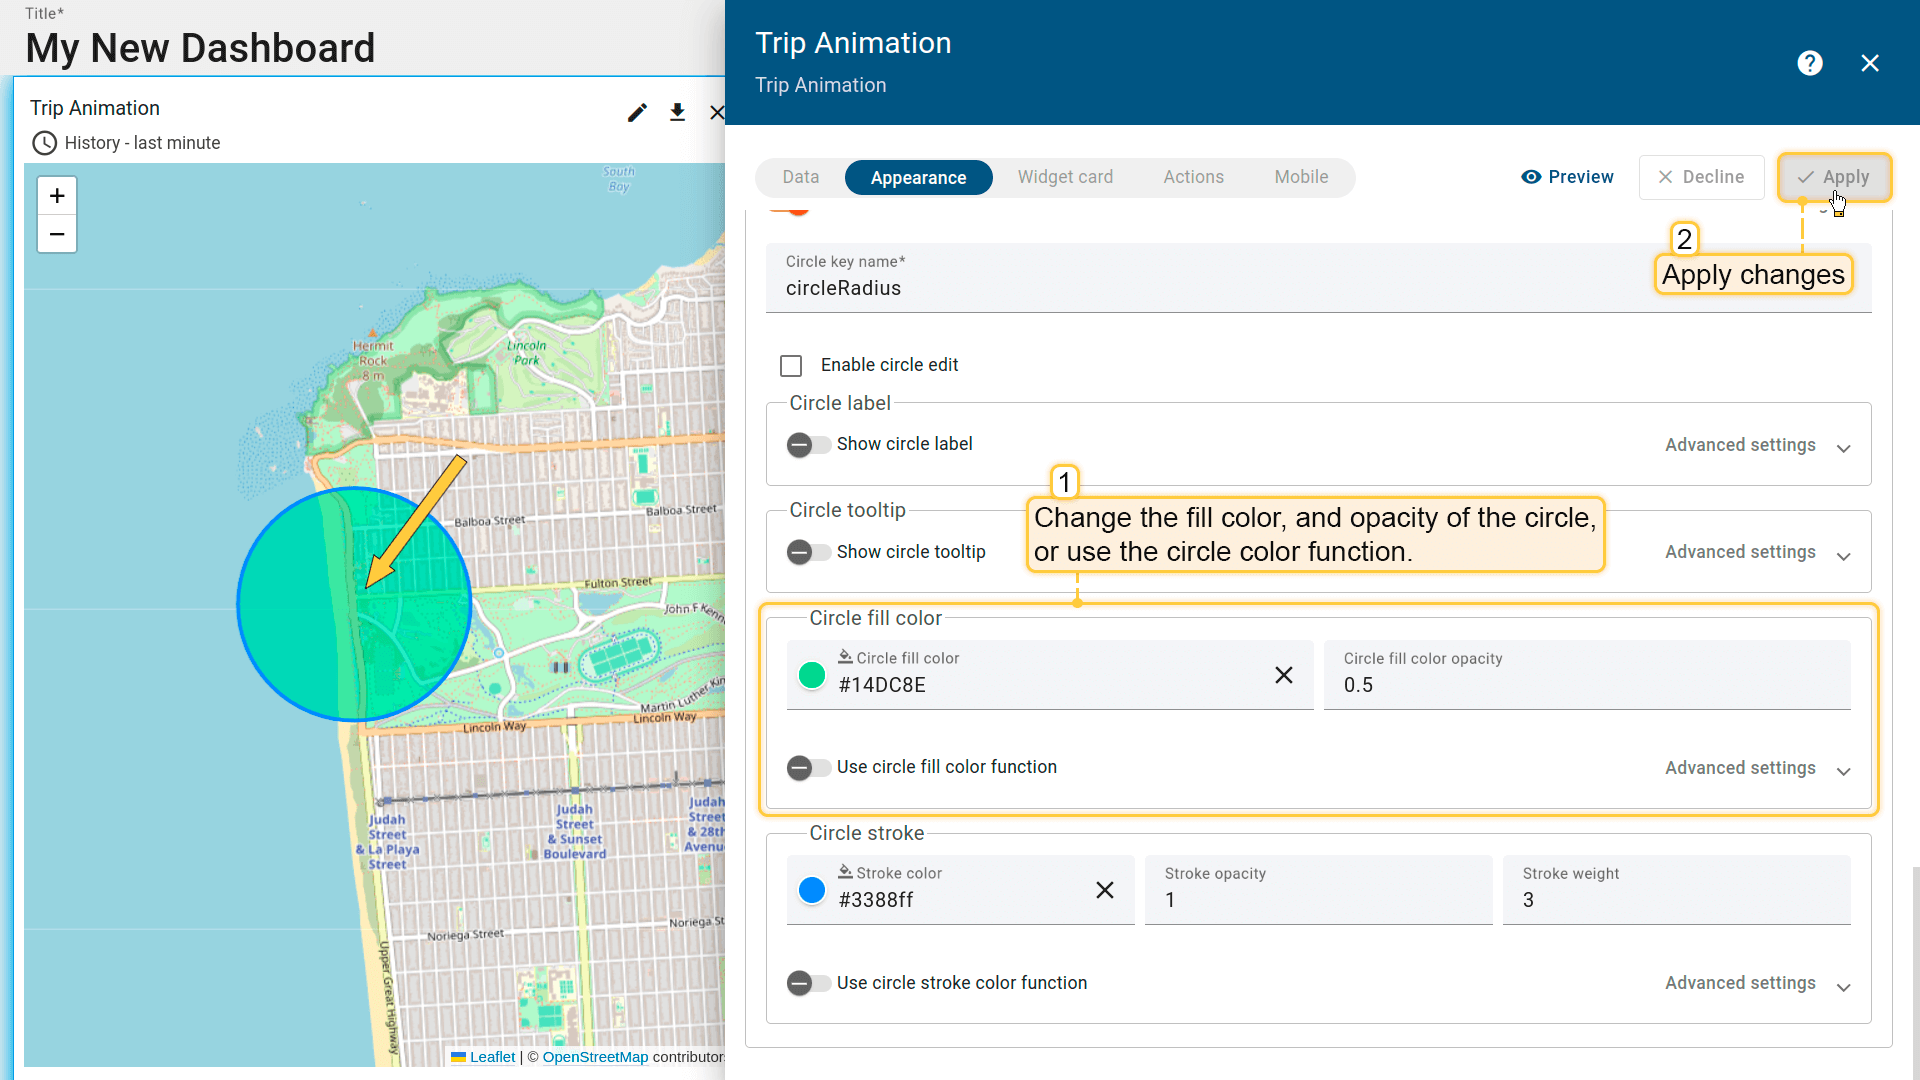 Title*
My New Dashboard
Trip Animation
History - last minute
+
−
South
Bay
Hermit
Rock
8 m
Lincoln
Park
Balboa Street
Balboa Street
Fulton Street
John F Kenn
Martin Luther Kin
Lincoln Way
Lincoln Way
Judah
Street
& La Playa
Street
Judah
Street
& Sunset
Boulevard
Judah
Street
& 28th
Avenu
Noriega Street
Noriega St
Upper Great Highway
Leaflet | © OpenStreetMap contributor
Trip Animation
Trip Animation
?
Data
Appearance
Widget card
Actions
Mobile
Preview
Decline
Apply
2
Apply changes
Circle key name*
circleRadius
Enable circle edit
Circle label
Show circle label
Advanced settings
1
Change the fill color, and opacity of the circle,
or use the circle color function.
Circle tooltip
Show circle tooltip
Advanced settings
Circle fill color
Circle fill color
#14DC8E
Circle fill color opacity
0.5
Use circle fill color function
Advanced settings
Circle stroke
Stroke color
#3388ff
Stroke opacity
1
Stroke weight
3
Use circle stroke color function
Advanced settings